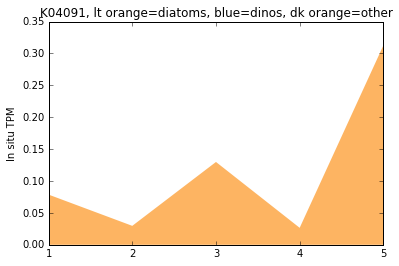 K04091, lt orange=diatoms, blue=dinos, dk orange=other
0.35
0.30
0.25
0.20
0.15
0.10
0.05
0.00
In situ TPM
1 2 3 4 5